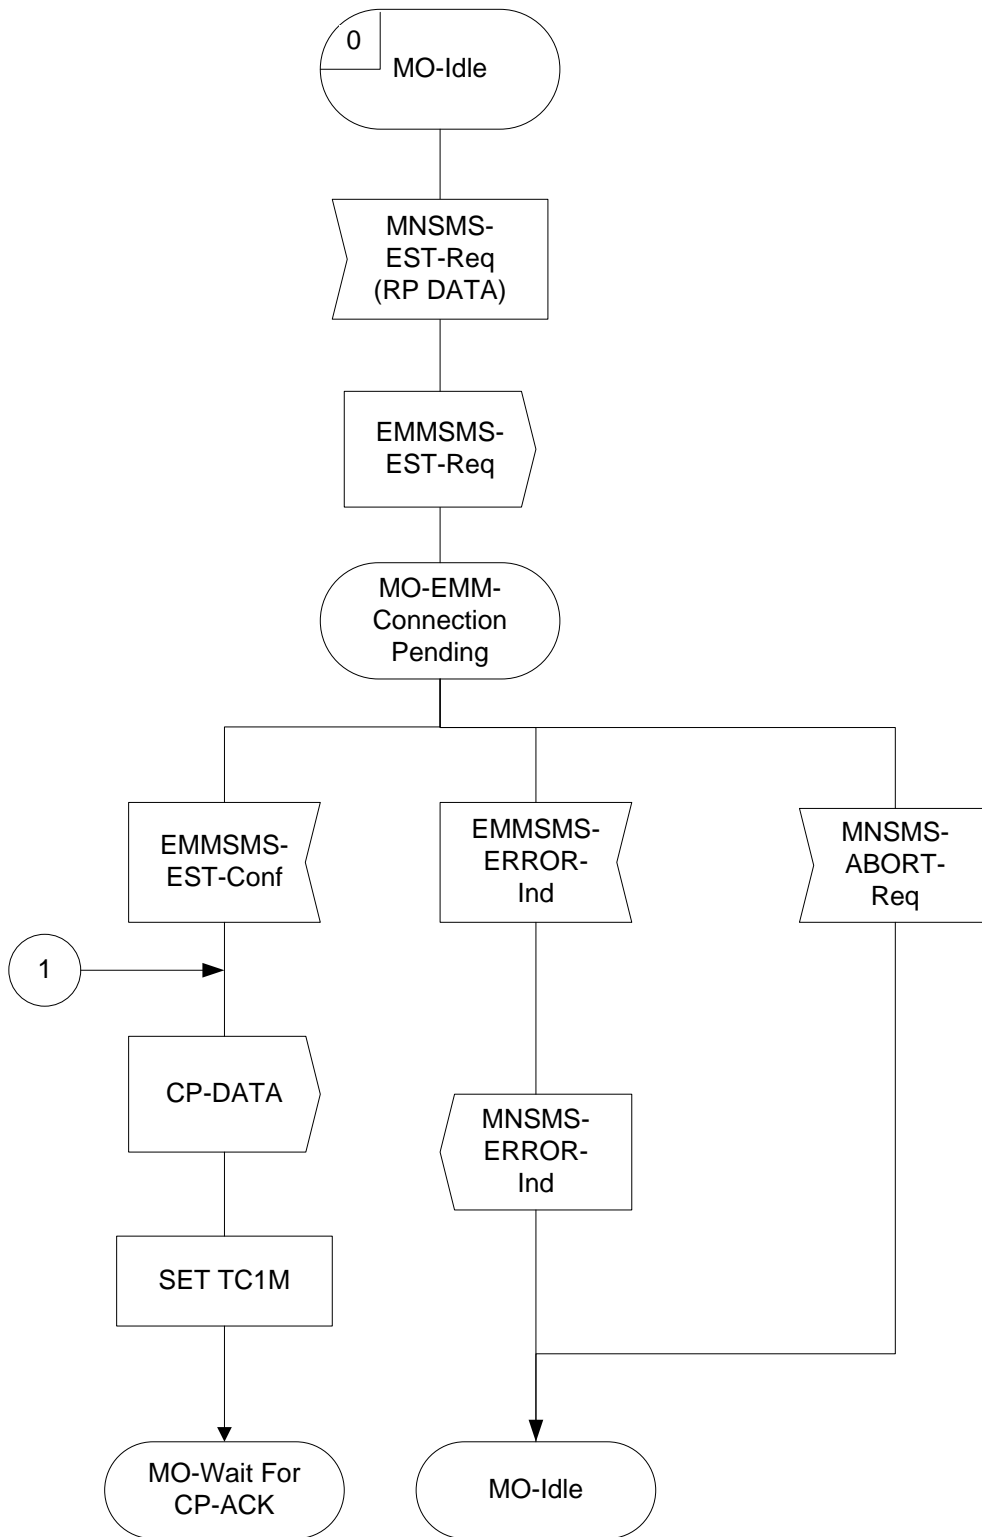 0
MO-Idle
MNSMS-
EST-Req
(RP DATA)
EMMSMS-
EST-Req
MO-EMM-
Connection
Pending
EMMSMS-
EST-Conf
EMMSMS-
ERROR-
Ind
MNSMS-
ABORT-
Req
1
CP-DATA
MNSMS-
ERROR-
Ind
SET TC1M
MO-Wait For
CP-ACK
MO-Idle